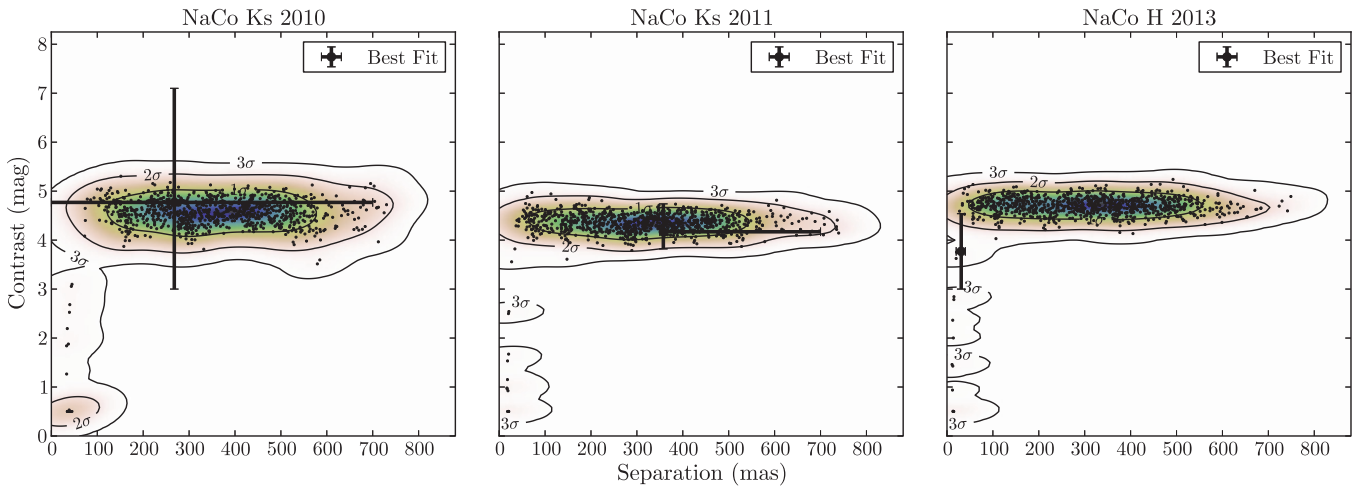 NaCo Ks 2010
NaCo Ks 2011
NaCo H 2013
Best Fit
Best Fit
Best Fit
Contrast (mag)
8
7
6
5
4
3
2
1
0
3σ
2σ
1σ
3σ
2σ
3σ
2σ
3σ
3σ
3σ
2σ
3σ
3σ
3σ
0 100 200 300 400 500 600 700 800
0 100 200 300 400 500 600 700 800
0 100 200 300 400 500 600 700 800
Separation (mas)